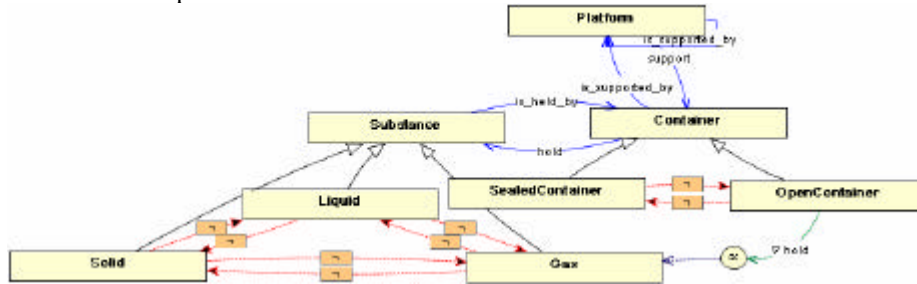 Platform
is_supported_by
support
is_supported_by
is_held_by
Substance
Container
hold
SealedContainer
OpenContainer
¬
¬
Liquid
¬
¬
¬
¬
∀ hold
Solid
¬
¬
Gas